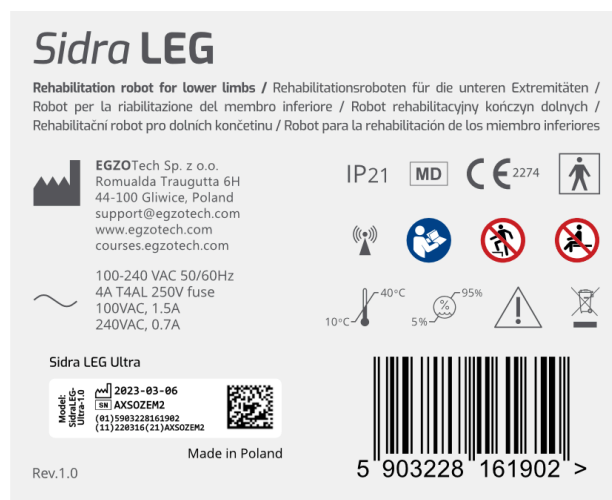 Sidra LEG
Rehabilitation robot for lower limbs / Rehabilitationsroboten für die unteren Extremitäten /
Robot per la riabilitazione del membro inferiore / Robot rehabilitacyjny kończyn dolnych /
Rehabilitační robot pro dolních končetinu / Robot para la rehabilitación de los miembro inferiores
EGZOTech Sp. z o.o.
Romualda Traugutta 6H
44-100 Gliwice, Poland
support@egzotech.com
www.egzotech.com
courses.egzotech.com
IP21 MD CE 2274
100-240 VAC 50/60Hz
4A T4AL 250V fuse
100VAC, 1.5A
240VAC, 0.7A
10°C 40°C 5% % 95%
Sidra LEG Ultra
Model:
SidraLEG-
Ultra-1.0
2023-03-06
SN AXSOZEM2
(01)5903228161902
(11)220316(21)AXSOZEM2
Made in Poland
Rev.1.0
5 903228 161902 >